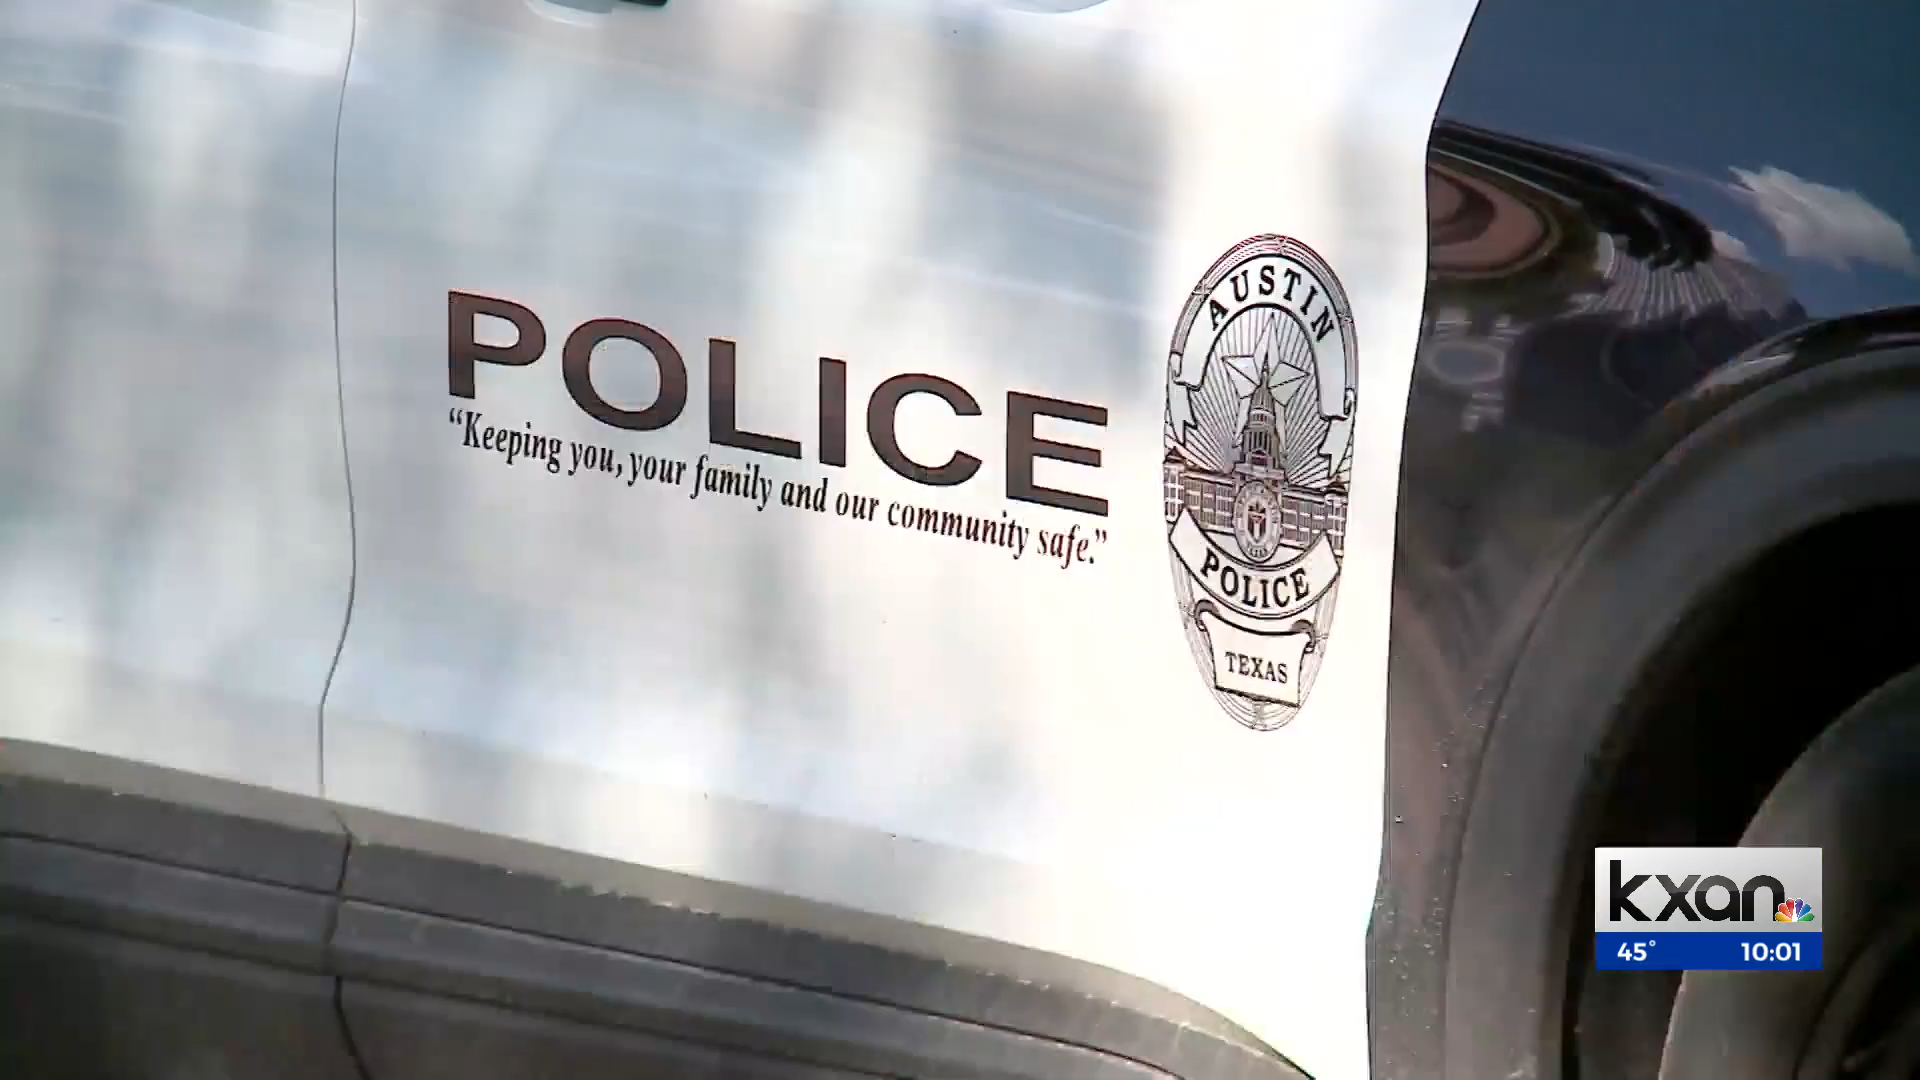 POLICE
“Keeping you, your family and our community safe.”
AUSTIN
POLICE
TEXAS
kxan
45° 10:01